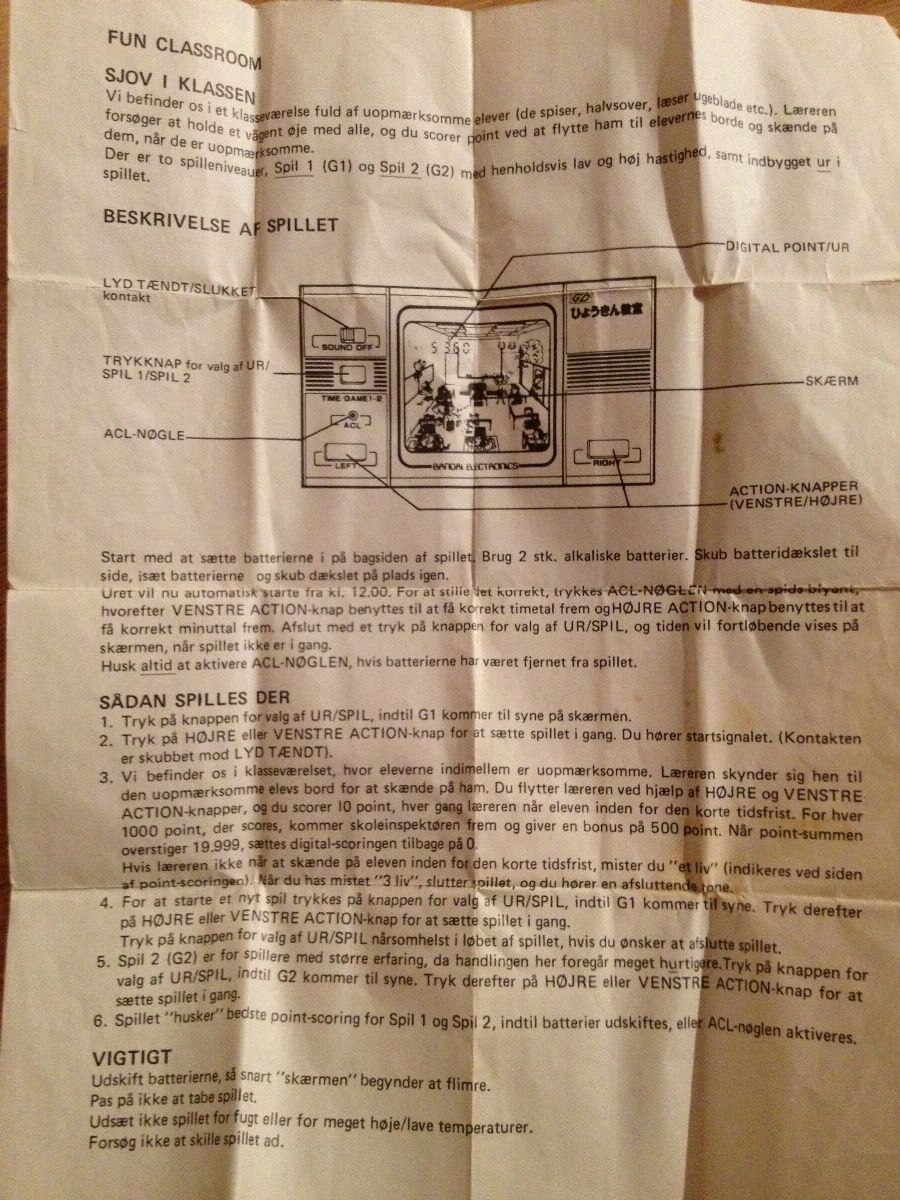 FUN CLASSROOM
SJOV I KLASSEN
Vi befinder os i et klasseværelse fuld af uopmærksomme elever (de spiser, halvsover, læser ugeblade etc.). Læreren
forsøger at holde et vågent øje med alle, og du scorer point ved at flytte ham til elevernes borde og skænde på
dem, når de er uopmærksomme.
Der er to spilleniveauer, Spil 1 (G1) og Spil 2 (G2) med henholdsvis lav og høj hastighed, samt indbygget ur i
spillet.
BESKRIVELSE AF SPILLET
DIGITAL POINT/UR
LYD TÆNDT/SLUKKET
kontakt
GD
ひょうきん教室
SOUND OFF
5 360
TRYKKNAP for valg af UR/
SPIL 1/SPIL 2
SKÆRM
TIME GAME 1-2
ACL
ACL-NØGLE
LEFT
BANDAI ELECTRONICS
RIGHT
ACTION-KNAPPER
(VENSTRE/HØJRE)
Start med at sætte batterierne i på bagsiden af spillet. Brug 2 stk. alkaliske batterier. Skub batteridækslet til
side, isæt batterierne og skub dækslet på plads igen.
Uret vil nu automatisk starte fra kl. 12.00. For at stille det korrekt, trykkes ACL-NØGLEN med en spids blyant,
hvorefter VENSTRE ACTION-knap benyttes til at få korrekt timetal frem og HØJRE ACTION-knap benyttes til at
få korrekt minuttal frem. Afslut med et tryk på knappen for valg af UR/SPIL, og tiden vil fortløbende vises på
skærmen, når spillet ikke er i gang.
Husk altid at aktivere ACL-NØGLEN, hvis batterierne har været fjernet fra spillet.
SÅDAN SPILLES DER
1. Tryk på knappen for valg af UR/SPIL, indtil G1 kommer til syne på skærmen.
2. Tryk på HØJRE eller VENSTRE ACTION-knap for at sætte spillet i gang. Du hører startsignalet. (Kontakten
er skubbet mod LYD TÆNDT).
3. Vi befinder os i klasseværelset, hvor eleverne indimellem er uopmærksomme. Læreren skynder sig hen til
den uopmærksomme elevs bord for at skænde på ham. Du flytter læreren ved hjælp af HØJRE og VENSTRE
ACTION-knapper, og du scorer l0 point, hver gang læreren når eleven inden for den korte tidsfrist. For hver
1000 point, der scores, kommer skoleinspektøren frem og giver en bonus på 500 point. Når point-summen
overstiger 19.999, sættes digital-scoringen tilbage på 0.
Hvis læreren ikke når at skænde på eleven inden for den korte tidsfrist, mister du "et liv" (indikeres ved siden
af point-scoringen). Når du has mistet "3 liv", slutter spillet, og du hører en afsluttende tone.
4. For at starte et nyt spil trykkes på knappen for valg af UR/SPIL, indtil G1 kommer til syne. Tryk derefter
på HØJRE eller VENSTRE ACTION-knap for at sætte spillet i gang.
Tryk på knappen for valg af UR/SPIL nårsomhelst i løbet af spillet, hvis du ønsker at afslutte spillet.
5. Spil 2 (G2) er for spillere med større erfaring, da handlingen her foregår meget hurtigere. Tryk på knappen for
valg af UR/SPIL, indtil G2 kommer til syne. Tryk derefter på HØJRE eller VENSTRE ACTION-knap for at
sætte spillet i gang.
6. Spillet "husker" bedste point-scoring for Spil 1 og Spil 2, indtil batterier udskiftes, eller ACL-nøglen aktiveres.
VIGTIGT
Udskift batterierne, så snart "skærmen" begynder at flimre.
Pas på ikke at tabe spillet.
Udsæt ikke spillet for fugt eller for meget høje/lave temperaturer.
Forsøg ikke at skille spillet ad.